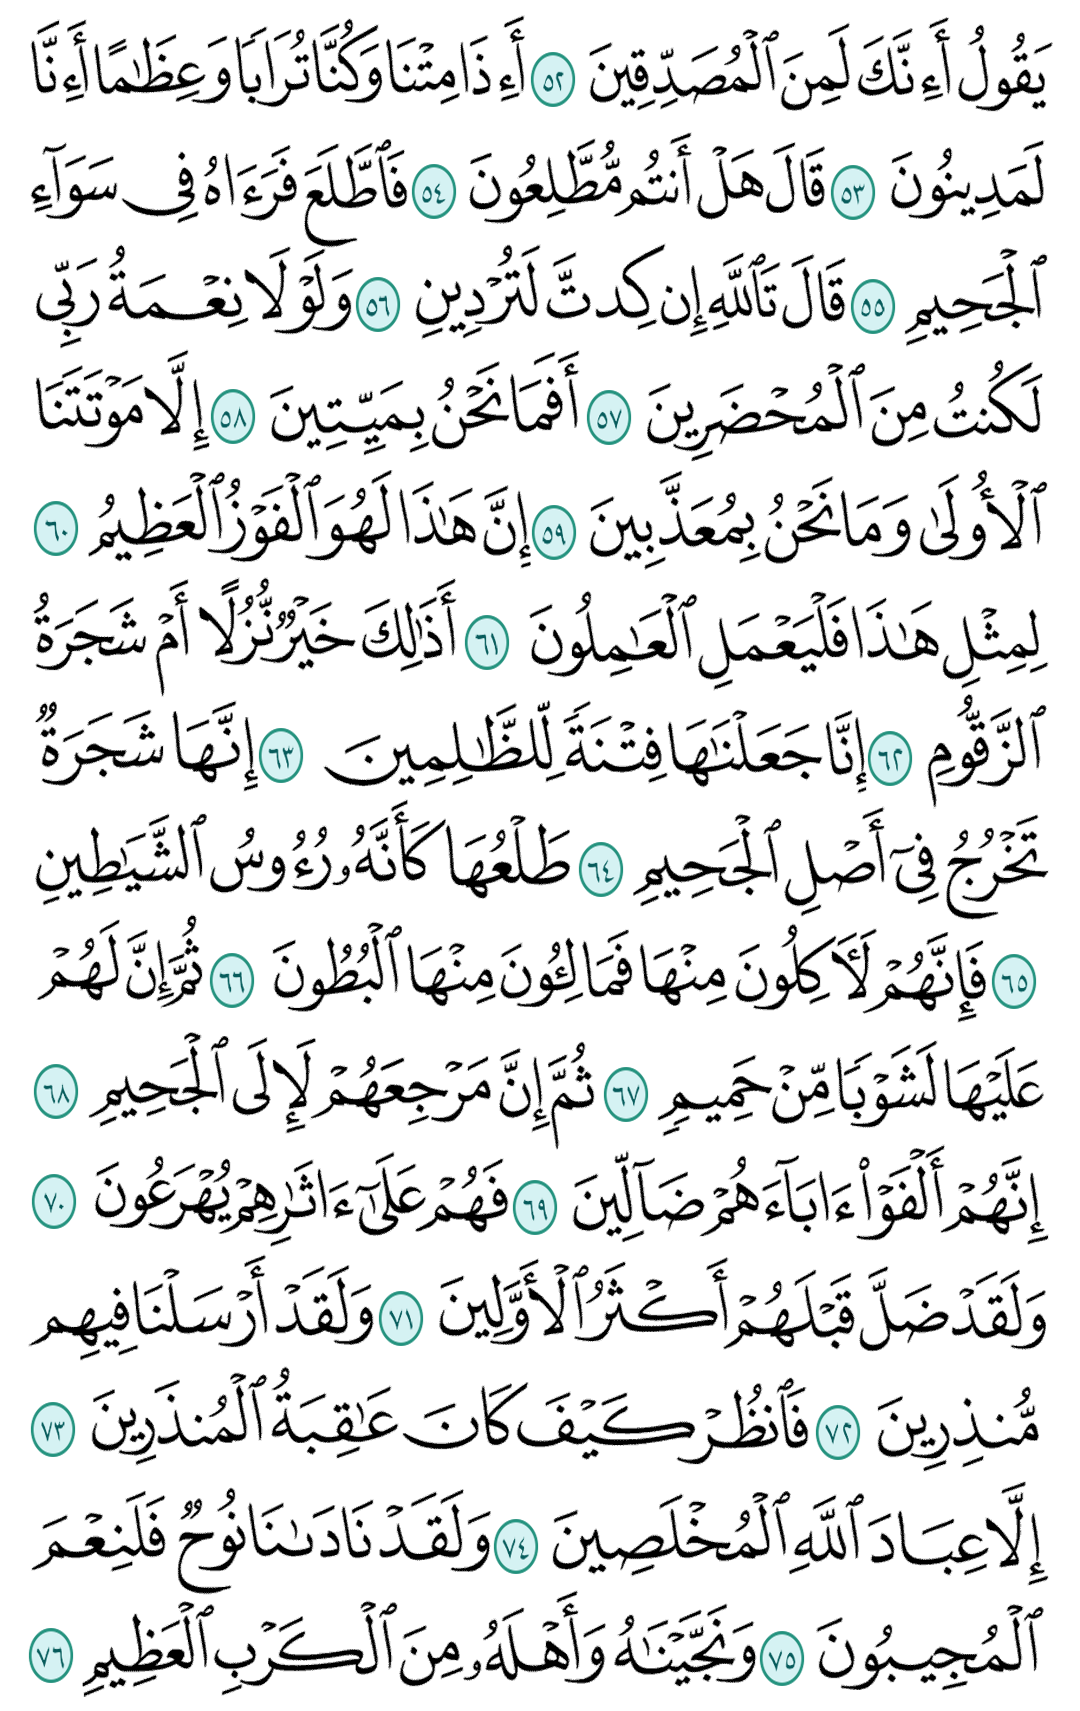 يَقُولُ أَءِنَّكَ لَمِنَ ٱلْمُصَدِّقِينَ ٥٢ أَءِذَا مِتْنَا وَكُنَّا تُرَابًا وَعِظَٰمًا أَءِنَّا
لَمَدِينُونَ ٥٣ قَالَ هَلْ أَنتُم مُّطَّلِعُونَ ٥٤ فَٱطَّلَعَ فَرَءَاهُ فِى سَوَآءِ
ٱلْجَحِيمِ ٥٥ قَالَ تَٱللَّهِ إِن كِدتَّ لَتُرْدِينِ ٥٦ وَلَوْلَا نِعْمَةُ رَبِّى
لَكُنتُ مِنَ ٱلْمُحْضَرِينَ ٥٧ أَفَمَا نَحْنُ بِمَيِّتِينَ ٥٨ إِلَّا مَوْتَتَنَا
ٱلْأُولَىٰ وَمَا نَحْنُ بِمُعَذَّبِينَ ٥٩ إِنَّ هَٰذَا لَهُوَ ٱلْفَوْزُ ٱلْعَظِيمُ ٦٠
لِمِثْلِ هَٰذَا فَلْيَعْمَلِ ٱلْعَٰمِلُونَ ٦١ أَذَٰلِكَ خَيْرٌ نُّزُلًا أَمْ شَجَرَةُ
ٱلزَّقُّومِ ٦٢ إِنَّا جَعَلْنَٰهَا فِتْنَةً لِّلظَّٰلِمِينَ ٦٣ إِنَّهَا شَجَرَةٌ
تَخْرُجُ فِىٓ أَصْلِ ٱلْجَحِيمِ ٦٤ طَلْعُهَا كَأَنَّهُۥ رُءُوسُ ٱلشَّيَٰطِينِ
٦٥ فَإِنَّهُمْ لَءَاكِلُونَ مِنْهَا فَمَالِـُٔونَ مِنْهَا ٱلْبُطُونَ ٦٦ ثُمَّ إِنَّ لَهُمْ
عَلَيْهَا لَشَوْبًا مِّنْ حَمِيمٍ ٦٧ ثُمَّ إِنَّ مَرْجِعَهُمْ لَإِلَى ٱلْجَحِيمِ ٦٨
إِنَّهُمْ أَلْفَوْا۟ ءَابَآءَهُمْ ضَآلِّينَ ٦٩ فَهُمْ عَلَىٰٓ ءَاثَٰرِهِمْ يُهْرَعُونَ ٧٠
وَلَقَدْ ضَلَّ قَبْلَهُمْ أَكْثَرُ ٱلْأَوَّلِينَ ٧١ وَلَقَدْ أَرْسَلْنَا فِيهِم
مُّنذِرِينَ ٧٢ فَٱنظُرْ كَيْفَ كَانَ عَٰقِبَةُ ٱلْمُنذَرِينَ ٧٣
إِلَّا عِبَادَ ٱللَّهِ ٱلْمُخْلَصِينَ ٧٤ وَلَقَدْ نَادَىٰنَا نُوحٌ فَلَنِعْمَ
ٱلْمُجِيبُونَ ٧٥ وَنَجَّيْنَٰهُ وَأَهْلَهُۥ مِنَ ٱلْكَرْبِ ٱلْعَظِيمِ ٧٦